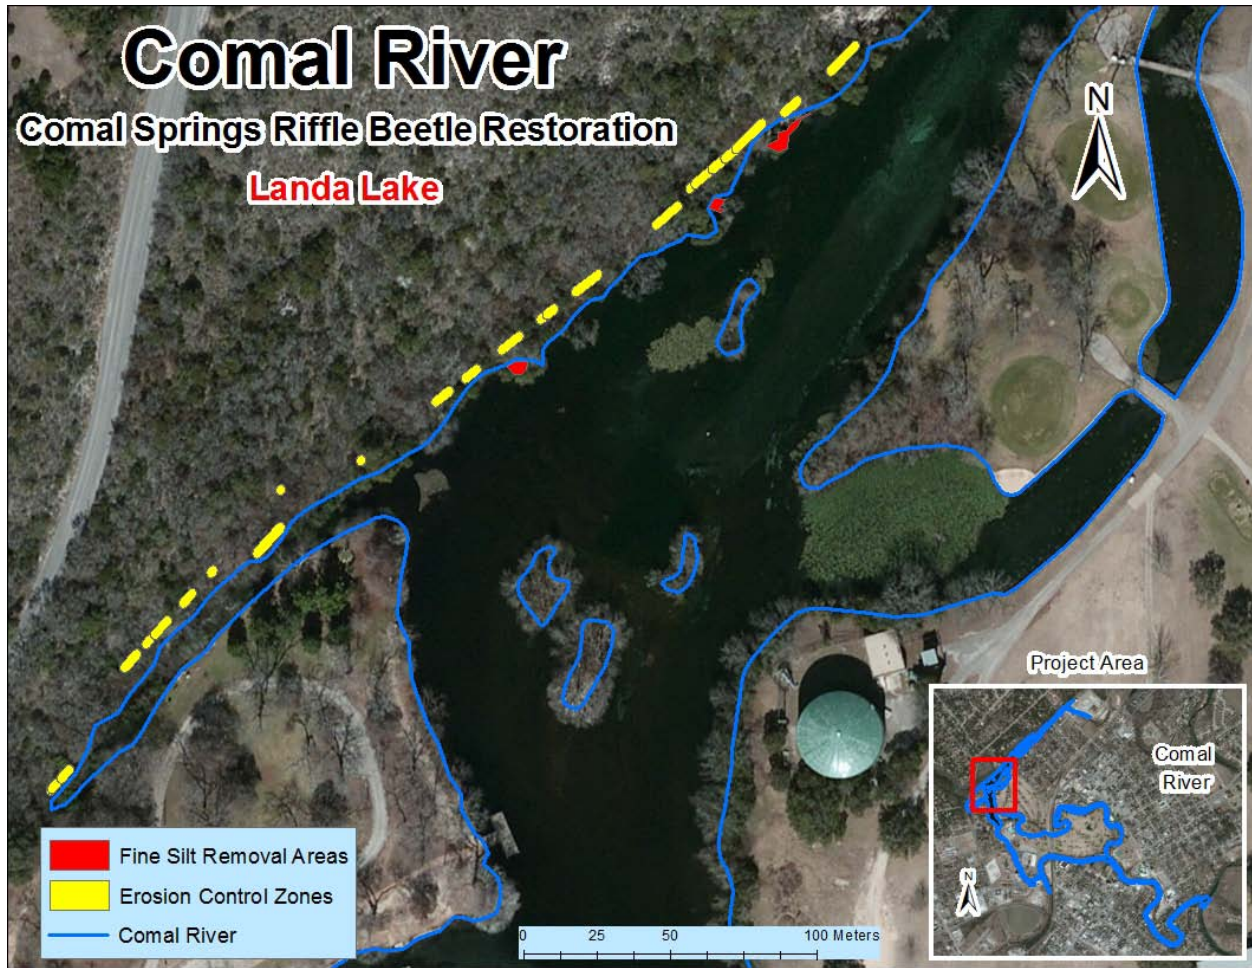 Comal River
Comal Springs Riffle Beetle Restoration
Landa Lake
N
Project Area
Comal
River
N
Fine Silt Removal Areas
Erosion Control Zones
Comal River
0 25 50 100 Meters